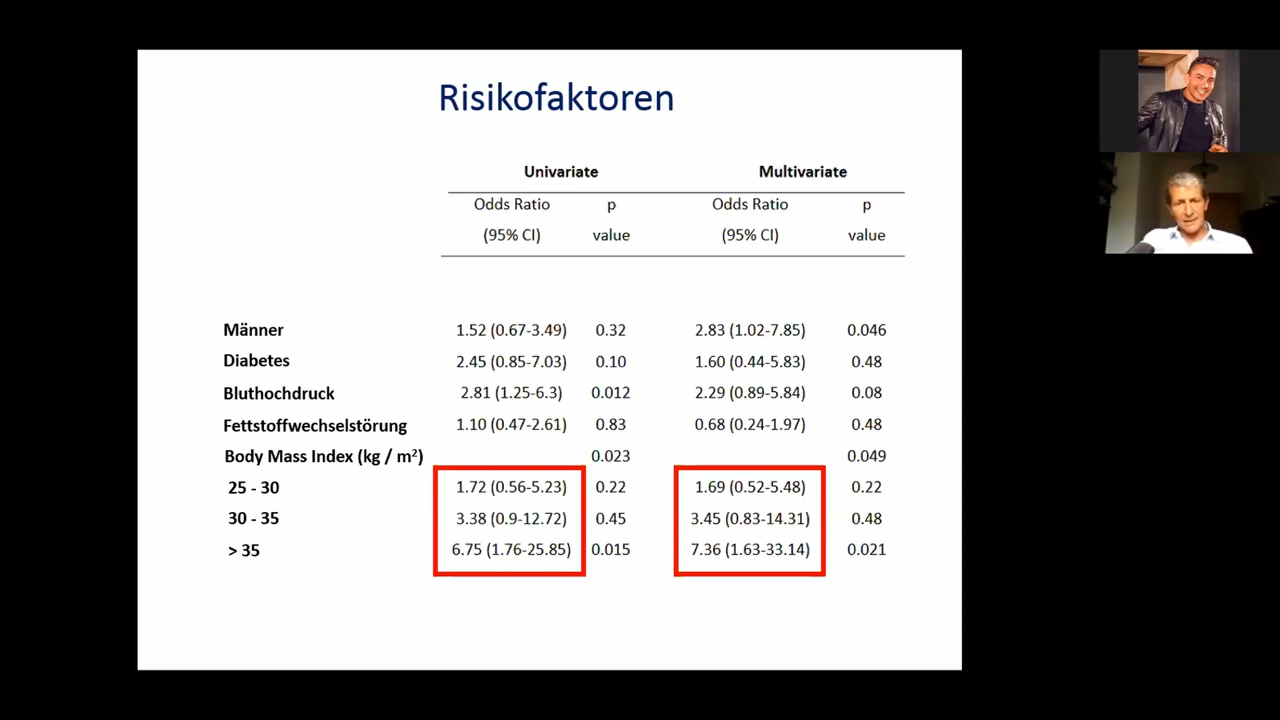 Risikofaktoren
Univariate Multivariate
Odds Ratio p Odds Ratio p
(95% CI) value (95% CI) value
Männer 1.52 (0.67-3.49) 0.32 2.83 (1.02-7.85) 0.046
Diabetes 2.45 (0.85-7.03) 0.10 1.60 (0.44-5.83) 0.48
Bluthochdruck 2.81 (1.25-6.3) 0.012 2.29 (0.89-5.84) 0.08
Fettstoffwechselstörung 1.10 (0.47-2.61) 0.83 0.68 (0.24-1.97) 0.48
Body Mass Index (kg / m²) 0.023 0.049
25 - 30 1.72 (0.56-5.23) 0.22 1.69 (0.52-5.48) 0.22
30 - 35 3.38 (0.9-12.72) 0.45 3.45 (0.83-14.31) 0.48
> 35 6.75 (1.76-25.85) 0.015 7.36 (1.63-33.14) 0.021